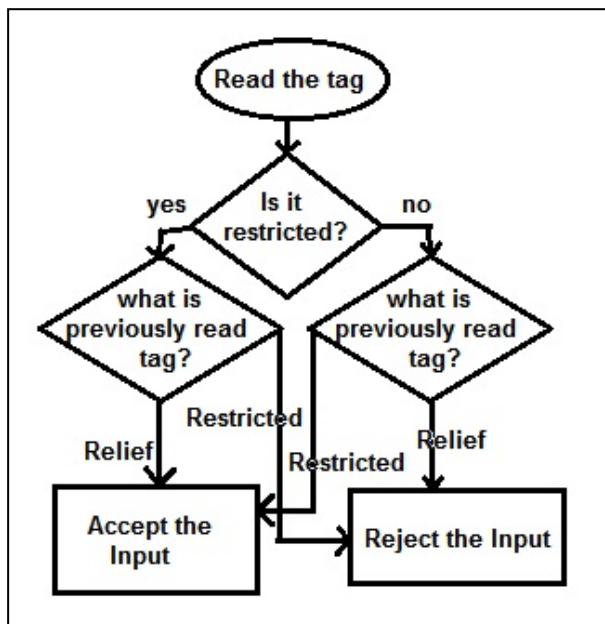 Read the tag
Is it
restricted?
yes
no
what is
previously read
tag?
what is
previously read
tag?
Restricted
Relief
Restricted
Relief
Accept the
Input
Reject the Input